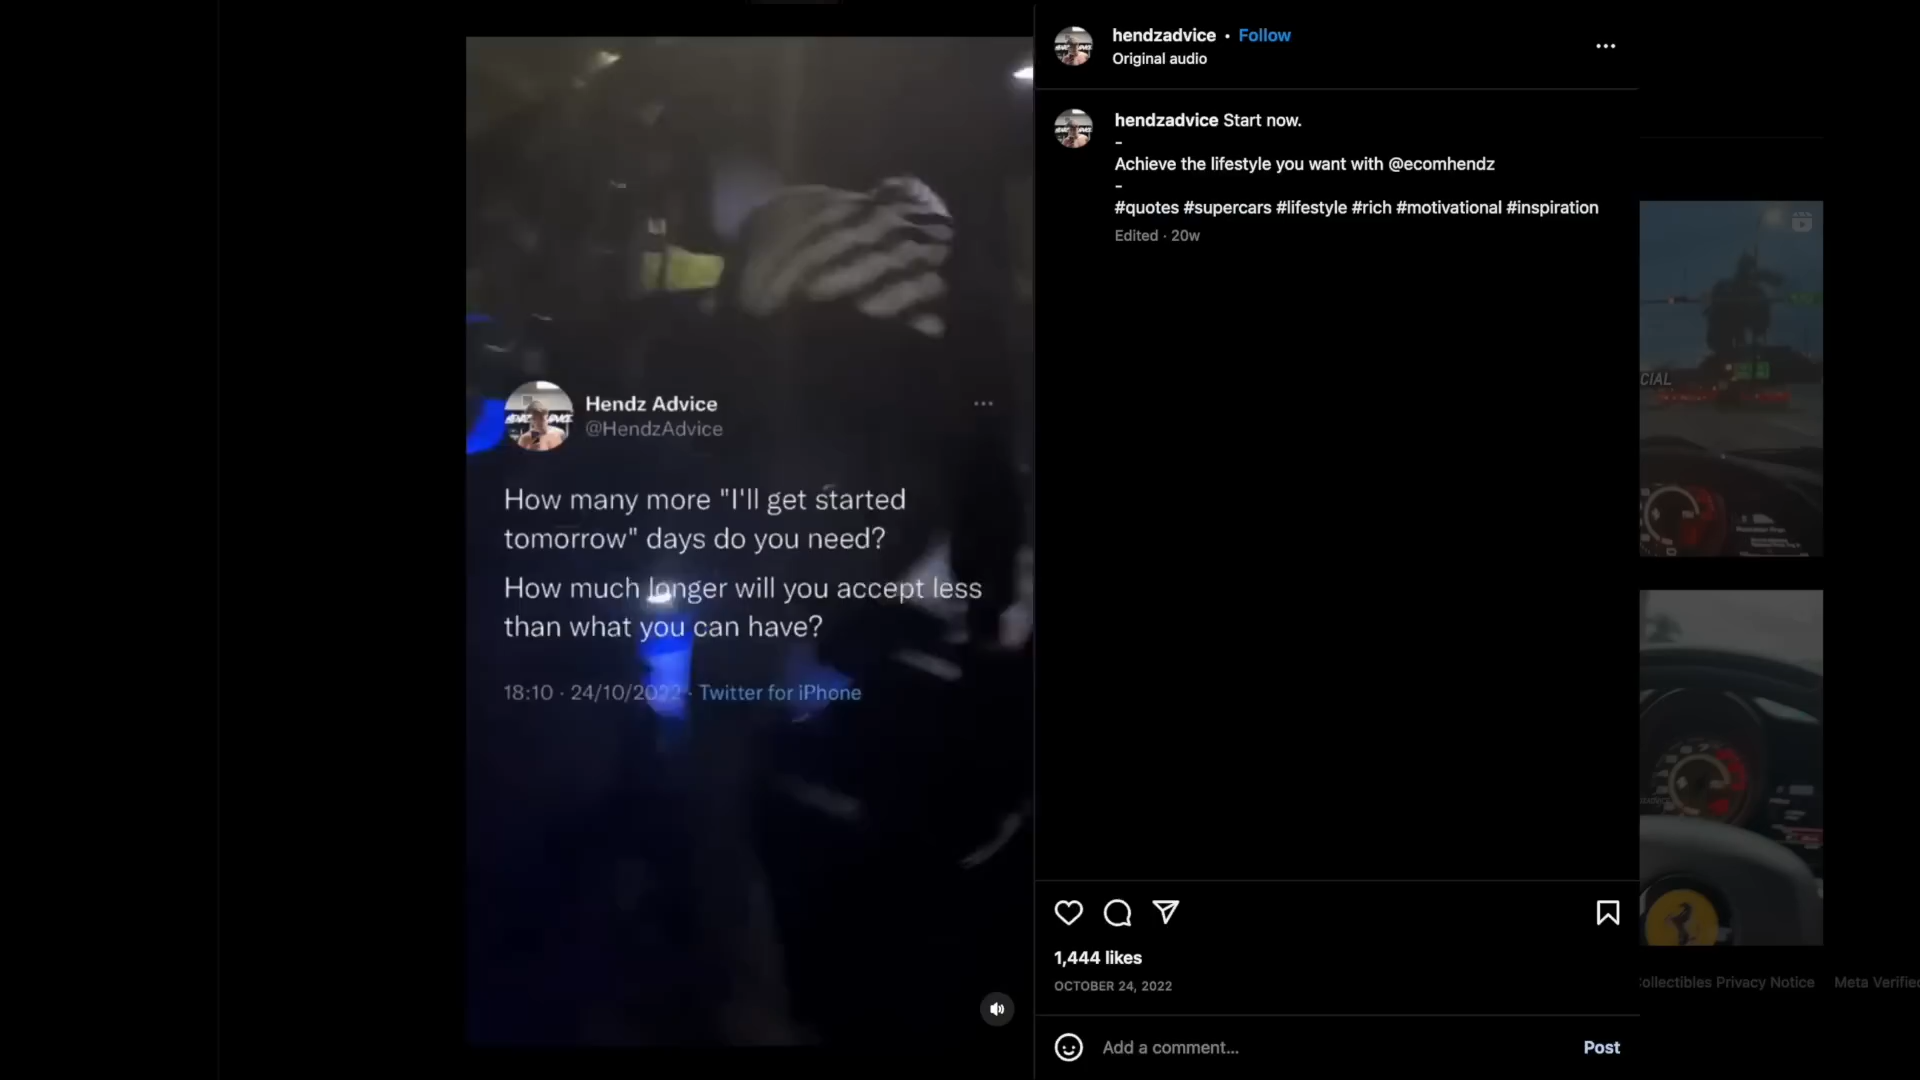 hendzadvice • Follow
Original audio
hendzadvice Start now.
-
Achieve the lifestyle you want with @ecomhendz
-
#quotes #supercars #lifestyle #rich #motivational #inspiration
Edited · 20w
Hendz Advice
@HendzAdvice
How many more "I'll get started
tomorrow" days do you need?
How much longer will you accept less
than what you can have?
18:10 · 24/10/2022 · Twitter for iPhone
CIAL
1,444 likes
OCTOBER 24, 2022
Add a comment...
Post
ollectibles Privacy Notice
Meta Verified